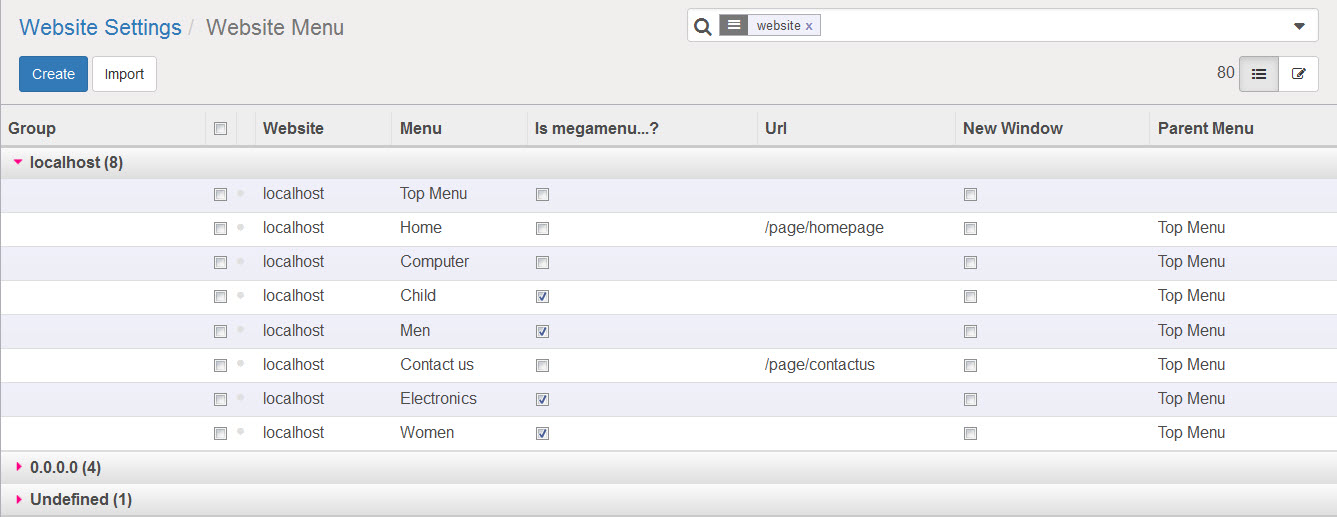 Website Settings / Website Menu
website x
Create Import
80
Group Website Menu Is megamenu...? Url New Window Parent Menu
localhost (8)
localhost Top Menu
localhost Home /page/homepage Top Menu
localhost Computer Top Menu
localhost Child Top Menu
localhost Men Top Menu
localhost Contact us /page/contactus Top Menu
localhost Electronics Top Menu
localhost Women Top Menu
0.0.0.0 (4)
Undefined (1)